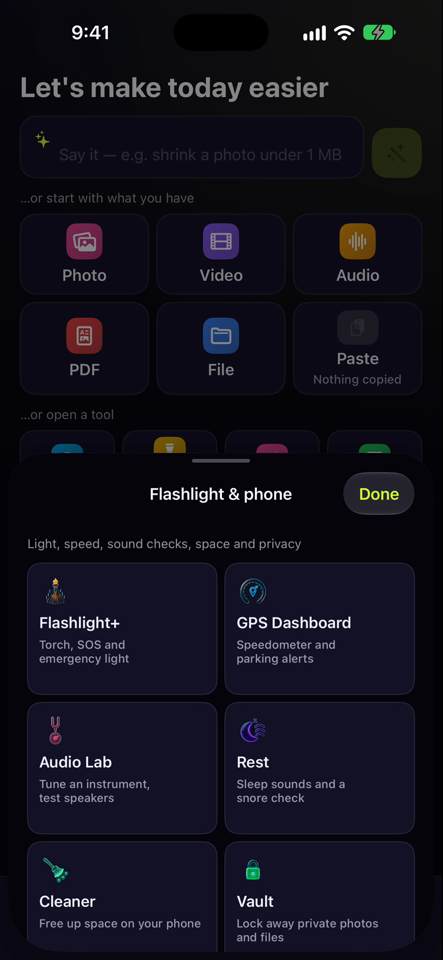 9:41
Let's make today easier
Say it — e.g. shrink a photo under 1 MB
...or start with what you have
Photo
Video
Audio
PDF
File
Paste
Nothing copied
...or open a tool
Flashlight & phone
Done
Light, speed, sound checks, space and privacy
Flashlight+
Torch, SOS and
emergency light
GPS Dashboard
Speedometer and
parking alerts
Audio Lab
Tune an instrument,
test speakers
Rest
Sleep sounds and a
snore check
Cleaner
Free up space on your phone
Vault
Lock away private photos
and files